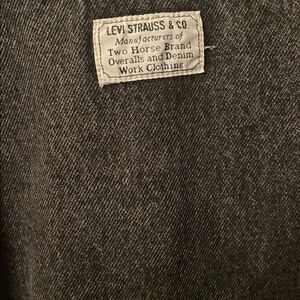 LEVI STRAUSS & CO.
Manufacturers of
Two Horse Brand
Overalls and Denim
Work Clothing